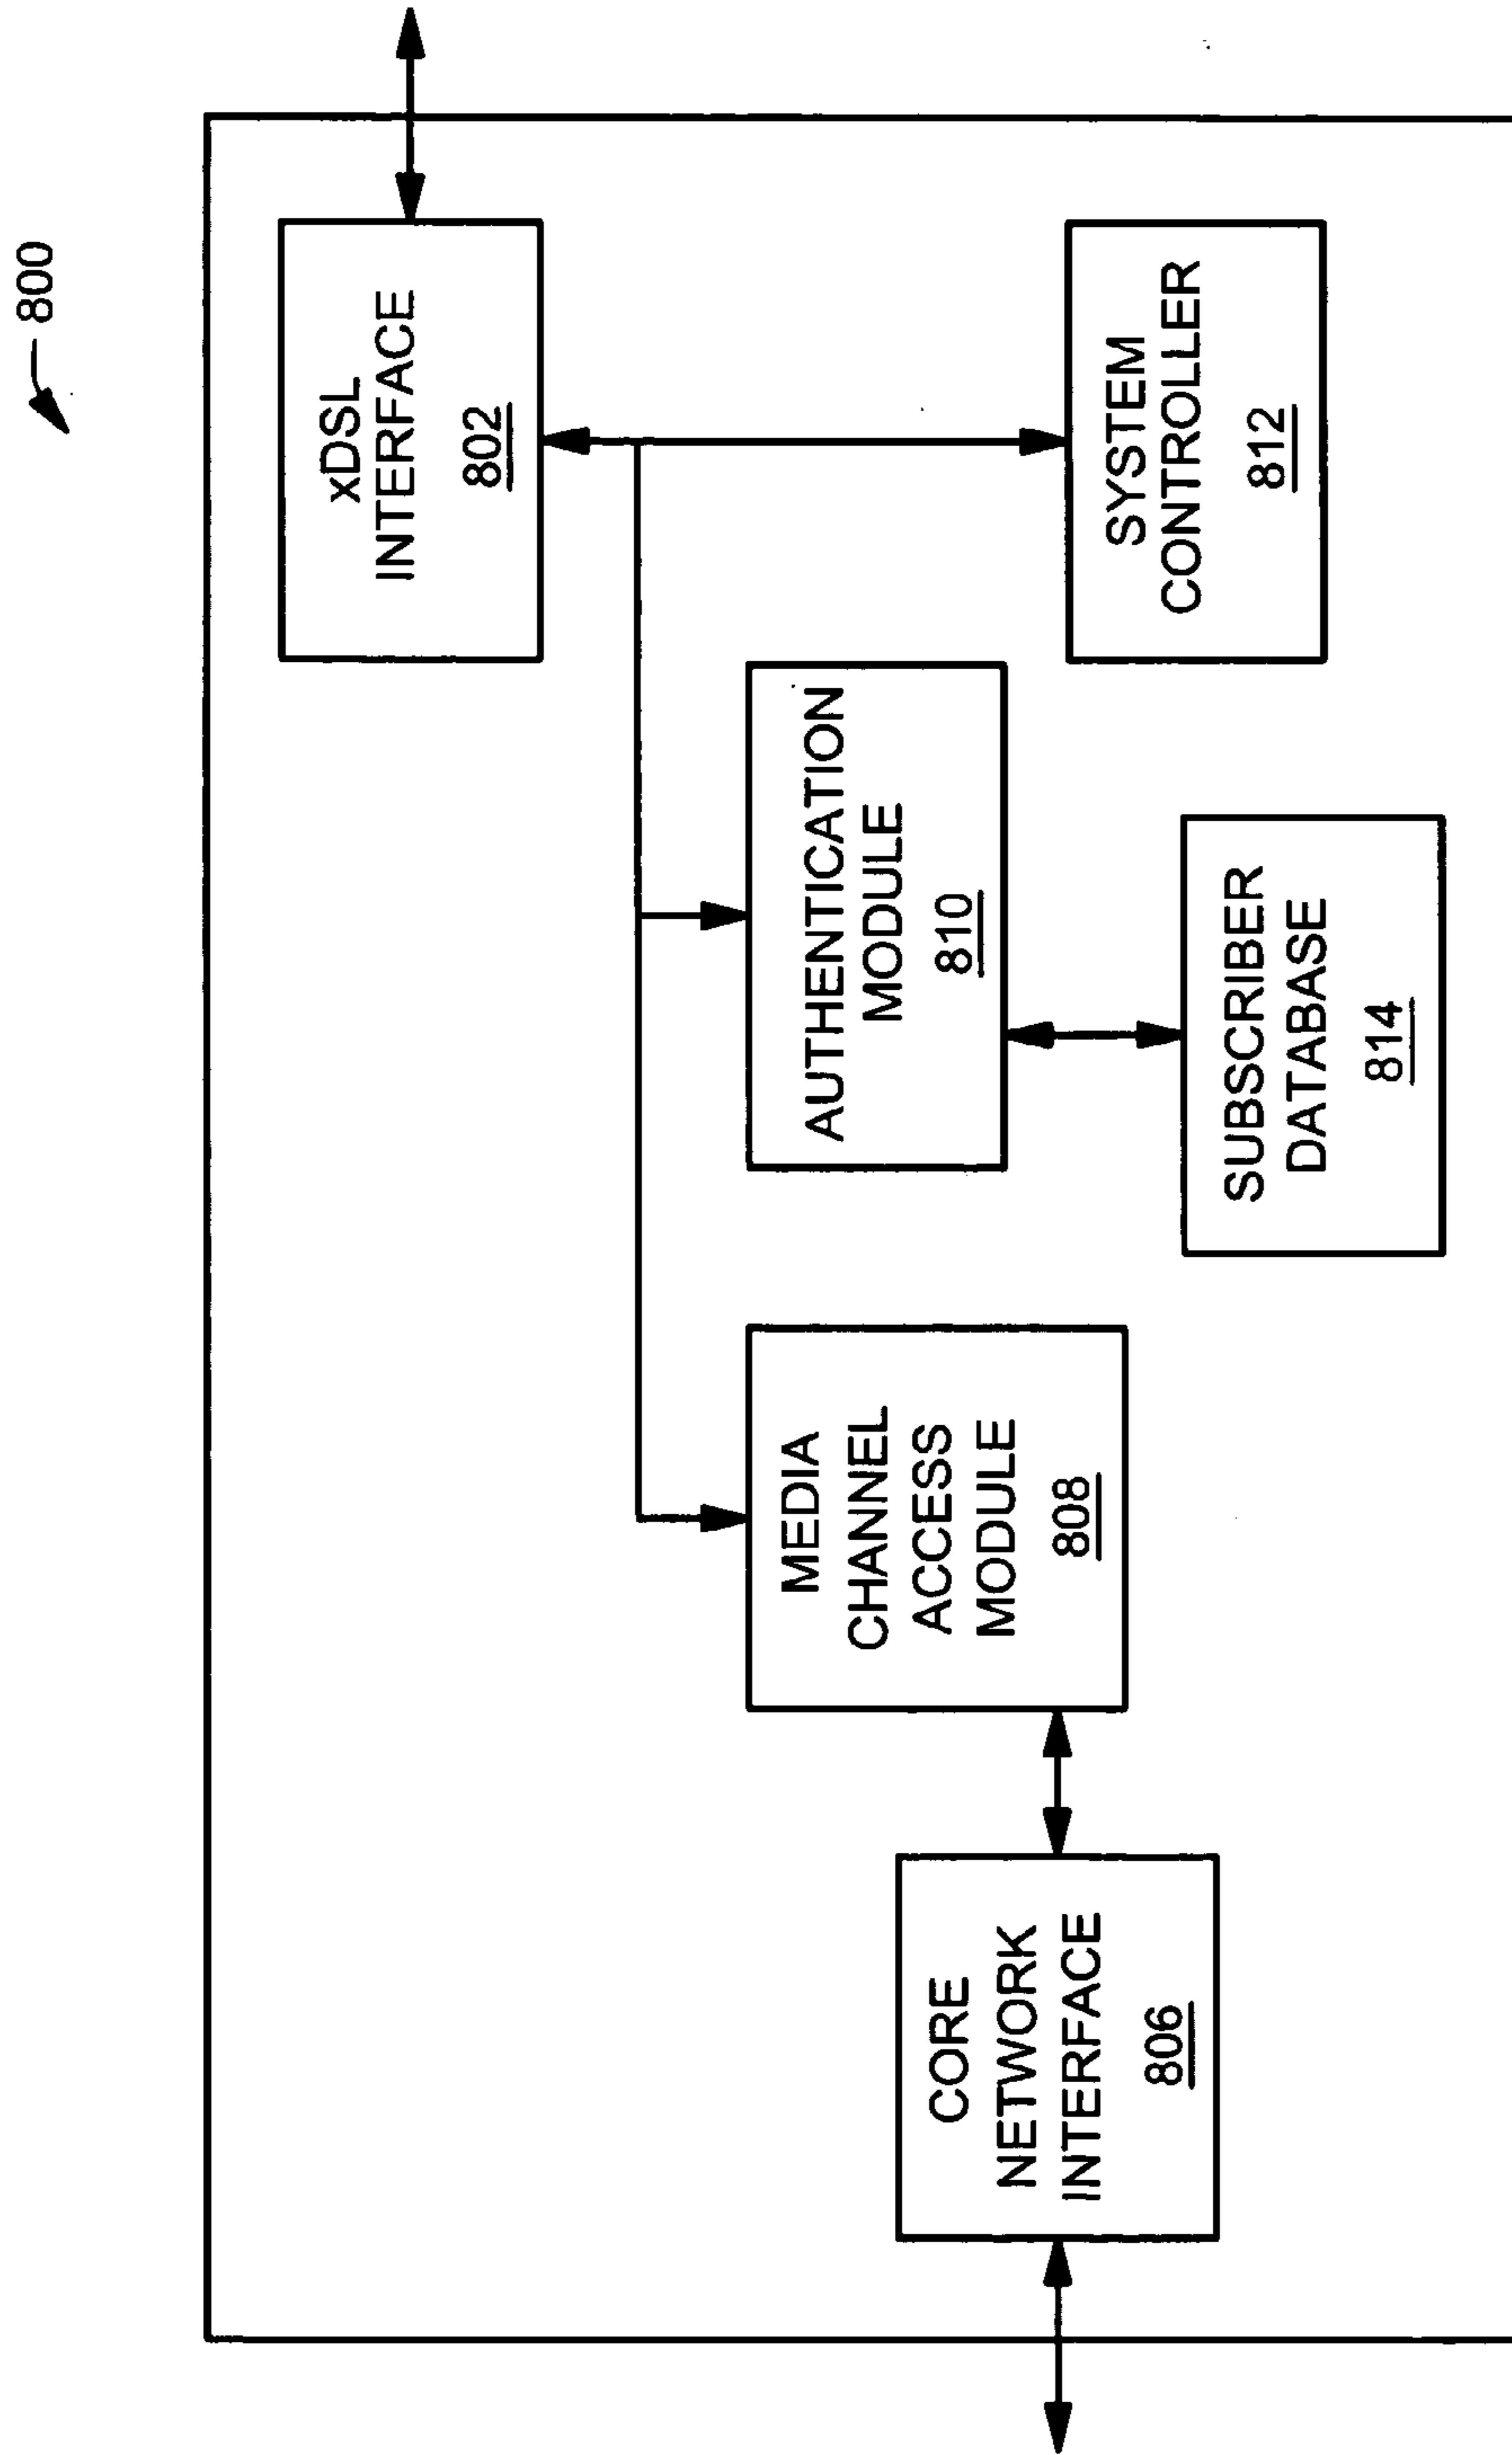 800
xDSL
INTERFACE
802
SYSTEM
CONTROLLER
812
AUTHENTICATION
MODULE
810
SUBSCRIBER
DATABASE
814
MEDIA
CHANNEL
ACCESS
MODULE
808
CORE
NETWORK
INTERFACE
806